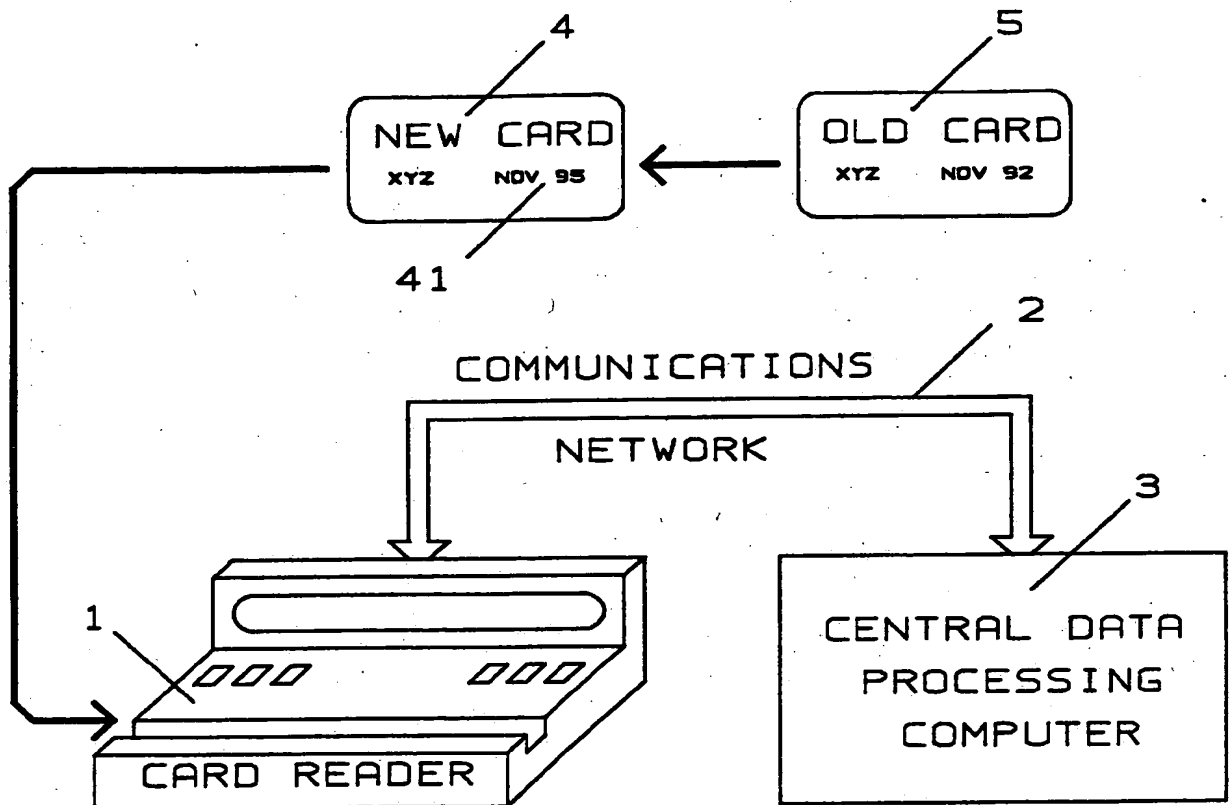 4
5
NEW CARD
XYZ NOV 95
OLD CARD
XYZ NOV 92
41
2
COMMUNICATIONS
NETWORK
3
1
CENTRAL DATA
PROCESSING
COMPUTER
CARD READER